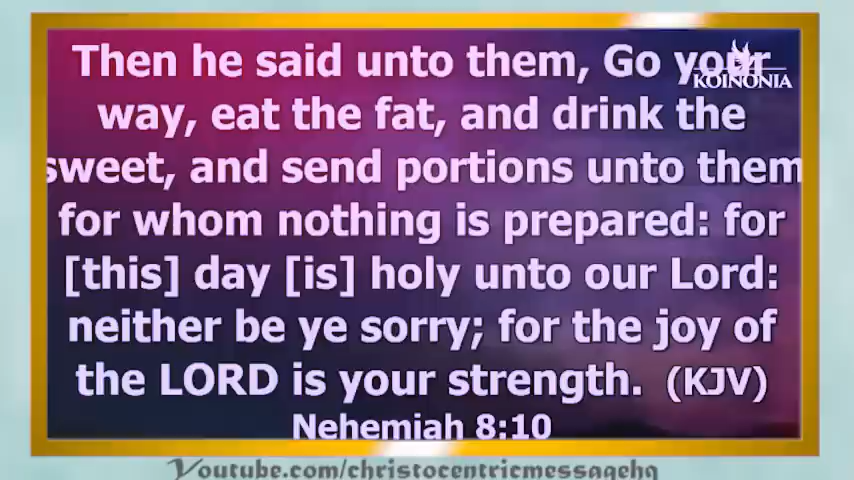 Then he said unto them, Go your
KOINONIA
way, eat the fat, and drink the
sweet, and send portions unto them
for whom nothing is prepared: for
[this] day [is] holy unto our Lord:
neither be ye sorry; for the joy of
the LORD is your strength. (KJV)
Nehemiah 8:10
Youtube.com/christocentricmessagehq